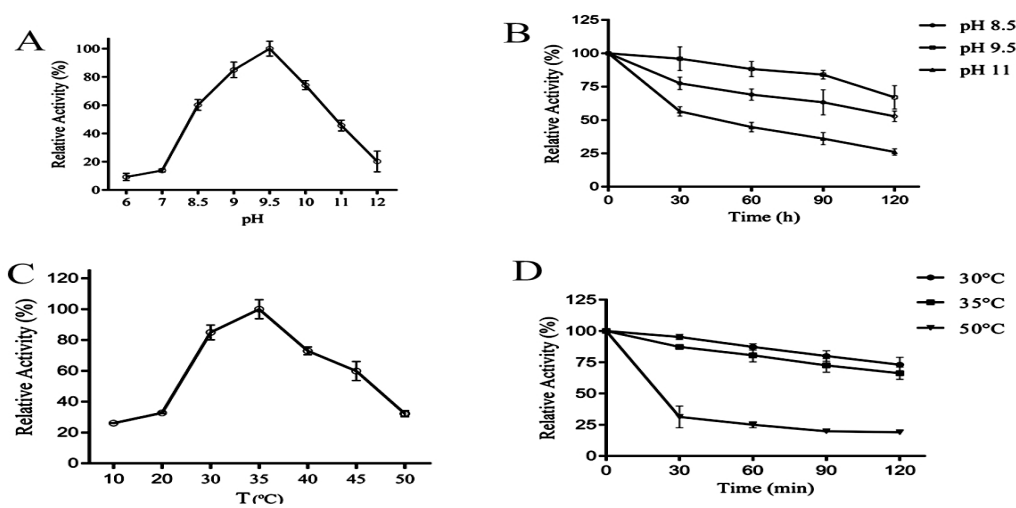 A
Relative Activity (%)
100
80
60
40
20
0
6 7 8.5 9 9.5 10 11 12
pH
B
Relative Activity (%)
125
100
75
50
25
0
0 30 60 90 120
Time (h)
pH 8.5
pH 9.5
pH 11
C
Relative Activity (%)
120
100
80
60
40
20
0
10 20 30 35 40 45 50
T(ºC)
D
Relative Activity (%)
125
100
75
50
25
0
0 30 60 90 120
Time (min)
30°C
35°C
50°C